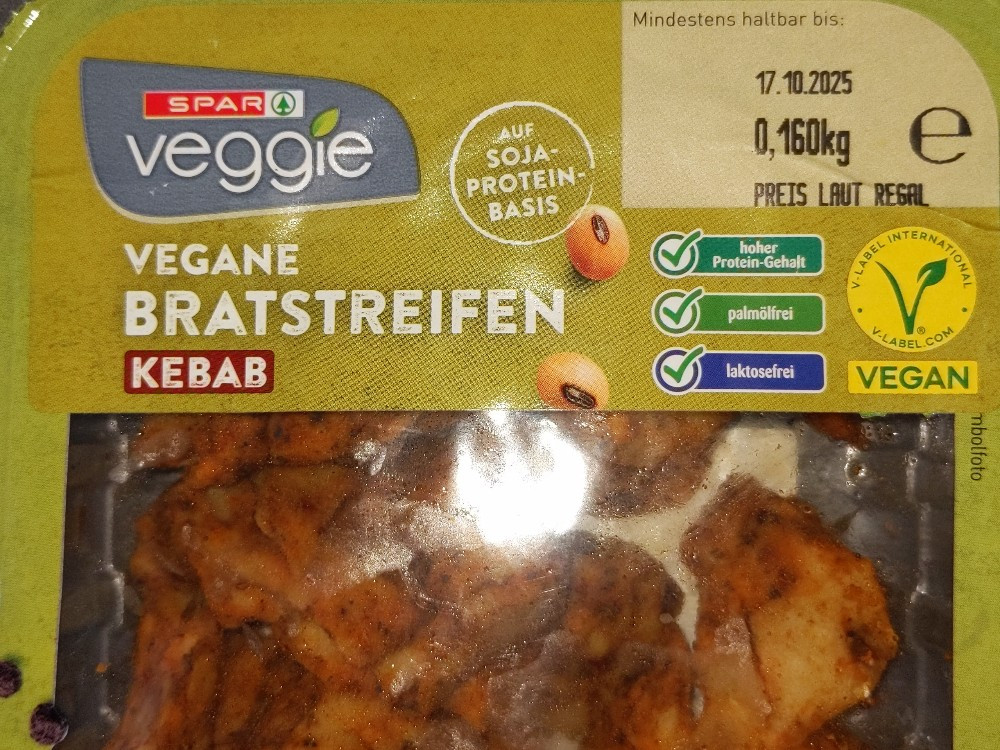 Mindestens haltbar bis:
17.10.2025
0,160kg e
PREIS LAUT REGAL
SPAR
veggie
AUF
SOJA-
PROTEIN-
BASIS
VEGANE
BRATSTREIFEN
KEBAB
hoher
Protein-Gehalt
palmölfrei
laktosefrei
V-LABEL INTERNATIONAL
V-LABEL.COM
®
VEGAN
mbolfoto